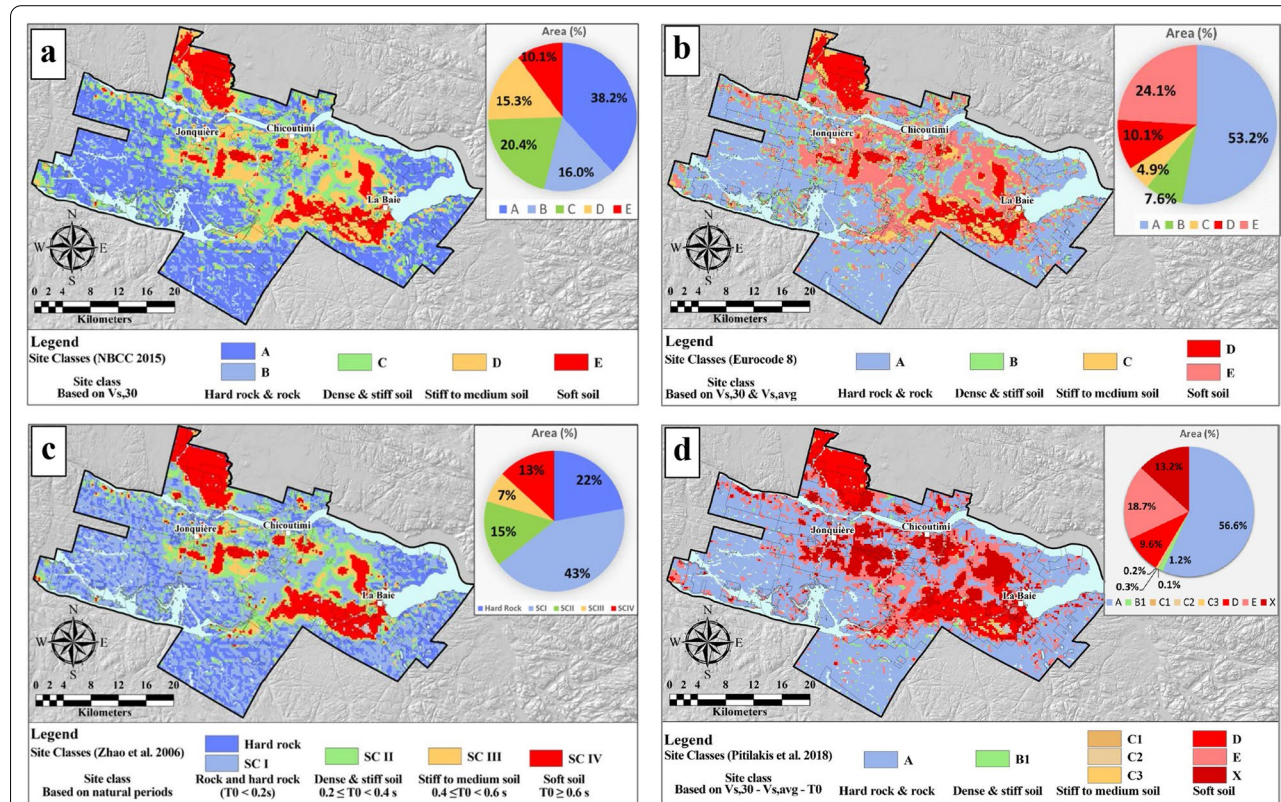 a
Area (%)
10.1%
38.2%
15.3%
20.4%
16.0%
A B C D E
Jonquière
Chicoutimi
La Baie
N
W E
S
0 2 4 8 12 16 20
Kilometers
Legend
Site Classes (NBCC 2015)
Site class
Based on Vs,30
A
B
Hard rock & rock
C
Dense & stiff soil
D
Stiff to medium soil
E
Soft soil
b
Area (%)
24.1%
53.2%
10.1%
4.9%
7.6%
A B C D E
Jonquière
Chicoutimi
La Baie
N
W E
S
0 2 4 8 12 16 20
Kilometers
Legend
Site Classes (Eurocode 8)
Site class
Based on Vs,30 & Vs,avg
A
Hard rock & rock
B
Dense & stiff soil
C
Stiff to medium soil
D
E
Soft soil
c
Area (%)
13%
22%
7%
15%
43%
Hard Rock SCI SCII SCIII SCIV
Jonquière
Chicoutimi
La Baie
N
W E
S
0 2 4 8 12 16 20
Kilometers
Legend
Site Classes (Zhao et al. 2006)
Site class
Based on natural periods
Hard rock
SC I
Rock and hard rock
(T0 < 0.2s)
SC II
Dense & stiff soil
0.2 ≤ T0 < 0.4 s
SC III
Stiff to medium soil
0.4 ≤T0 < 0.6 s
SC IV
Soft soil
T0 ≥ 0.6 s
d
Area (%)
13.2%
18.7%
56.6%
9.6%
0.2%
1.2%
0.3%
0.1%
A B1 C1 C2 C3 D E X
Jonquière
Chicoutimi
La Baie
N
W E
S
0 2 4 8 12 16 20
Kilometers
Legend
Site Classes (Pitilakis et al. 2018)
Site class
Based on Vs,30 - Vs,avg - T0
A
Hard rock & rock
B1
Dense & stiff soil
C1
C2
C3
Stiff to medium soil
D
E
X
Soft soil